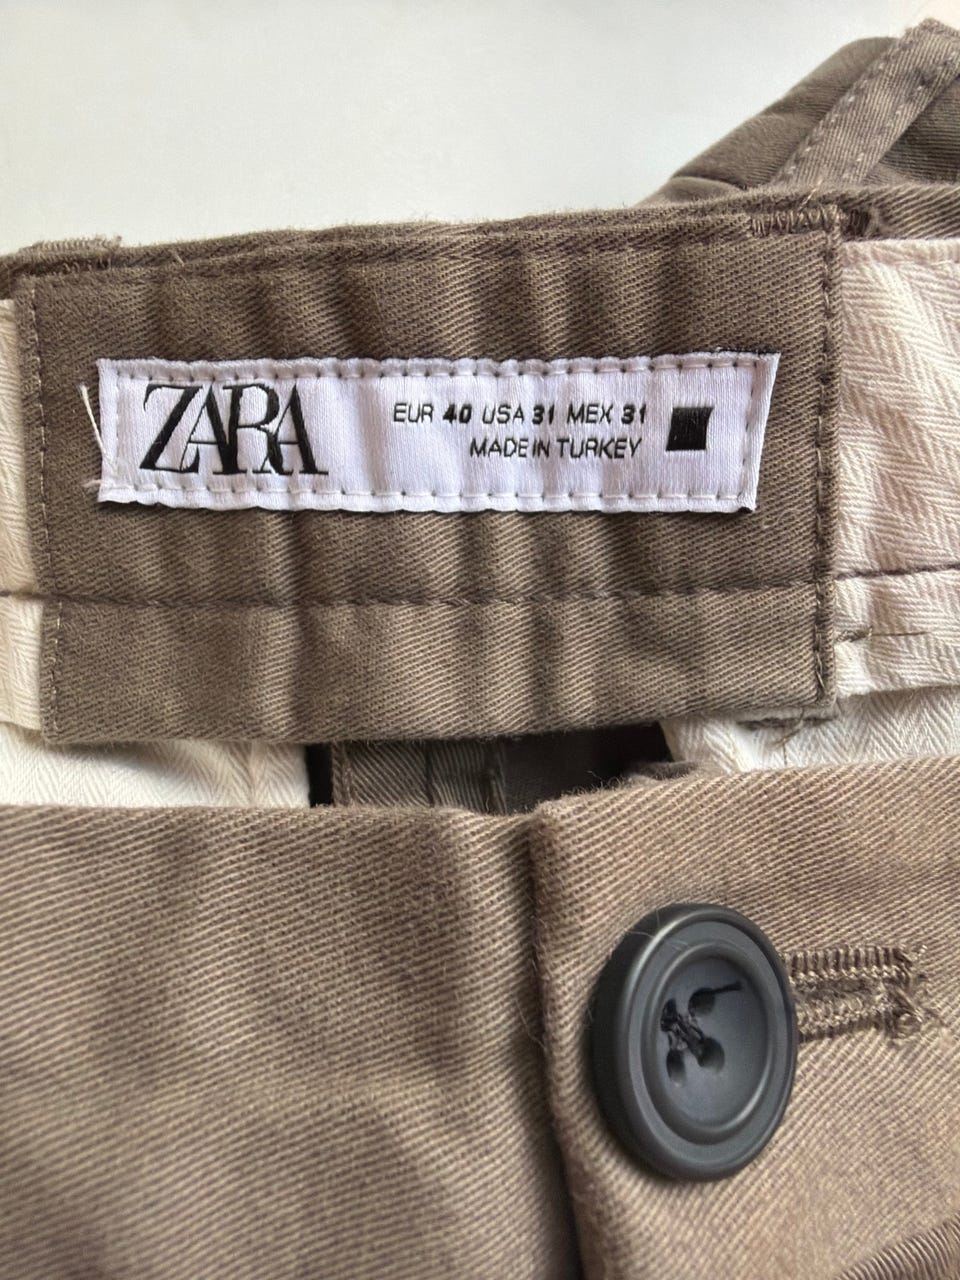 ZARA
EUR 40 USA 31 MEX 31
MADE IN TURKEY